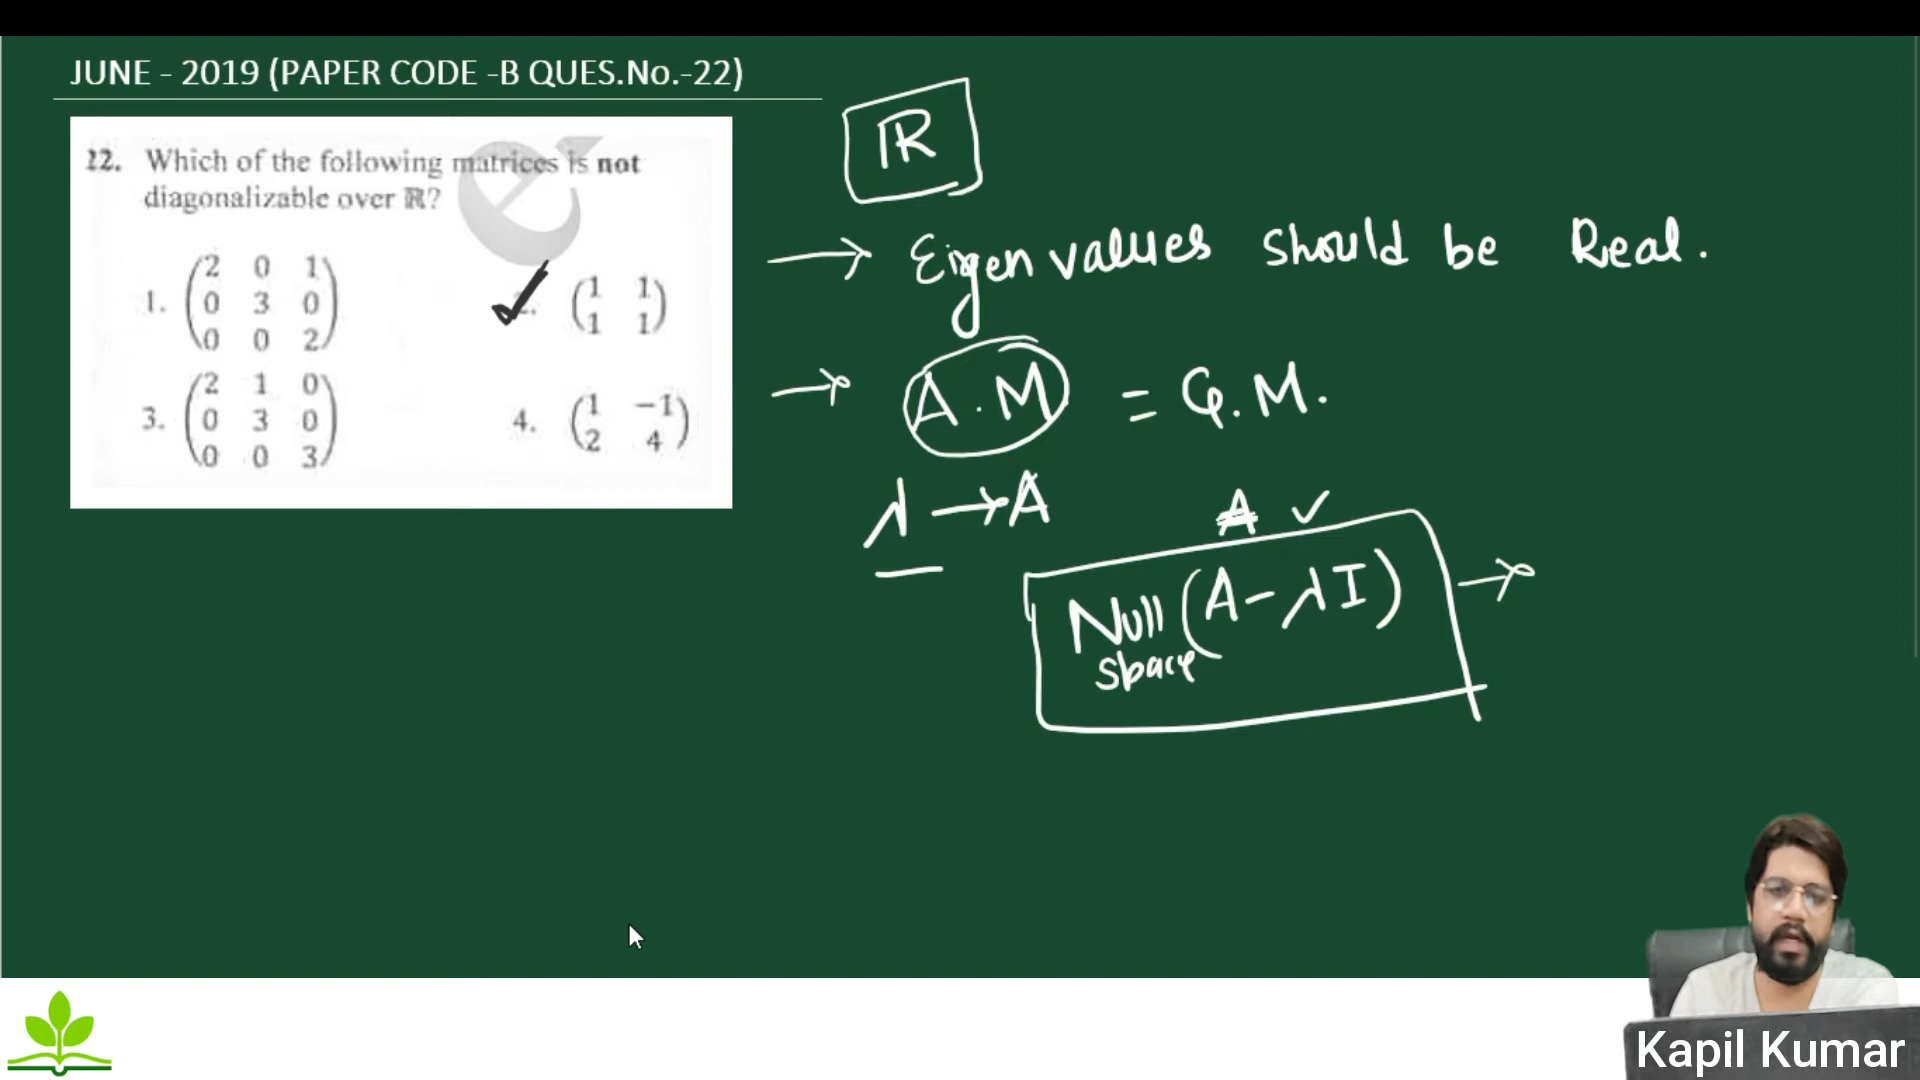 JUNE - 2019 (PAPER CODE -B QUES.No.-22)
22. Which of the following matrices is not
diagonalizable over ℝ?
1. (2 0 1
0 3 0
0 0 2)
2. (1 1
1 1)
3. (2 1 0
0 3 0
0 0 3)
4. (1 -1
2 4)
ℝ
→ Eigen values should be Real.
→ A.M = G.M.
λ → A
A ✓
Null (A - λI) →
space
Kapil Kumar